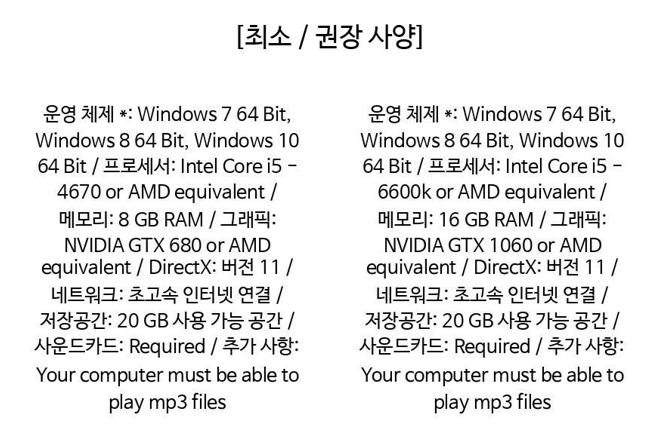 [최소 / 권장 사양]
운영 체제 *: Windows 7 64 Bit,
Windows 8 64 Bit, Windows 10
64 Bit / 프로세서: Intel Core i5 -
4670 or AMD equivalent /
메모리: 8 GB RAM / 그래픽:
NVIDIA GTX 680 or AMD
equivalent / DirectX: 버전 11 /
네트워크: 초고속 인터넷 연결 /
저장공간: 20 GB 사용 가능 공간 /
사운드카드: Required / 추가 사항:
Your computer must be able to
play mp3 files
운영 체제 *: Windows 7 64 Bit,
Windows 8 64 Bit, Windows 10
64 Bit / 프로세서: Intel Core i5 -
6600k or AMD equivalent /
메모리: 16 GB RAM / 그래픽:
NVIDIA GTX 1060 or AMD
equivalent / DirectX: 버전 11 /
네트워크: 초고속 인터넷 연결 /
저장공간: 20 GB 사용 가능 공간 /
사운드카드: Required / 추가 사항:
Your computer must be able to
play mp3 files